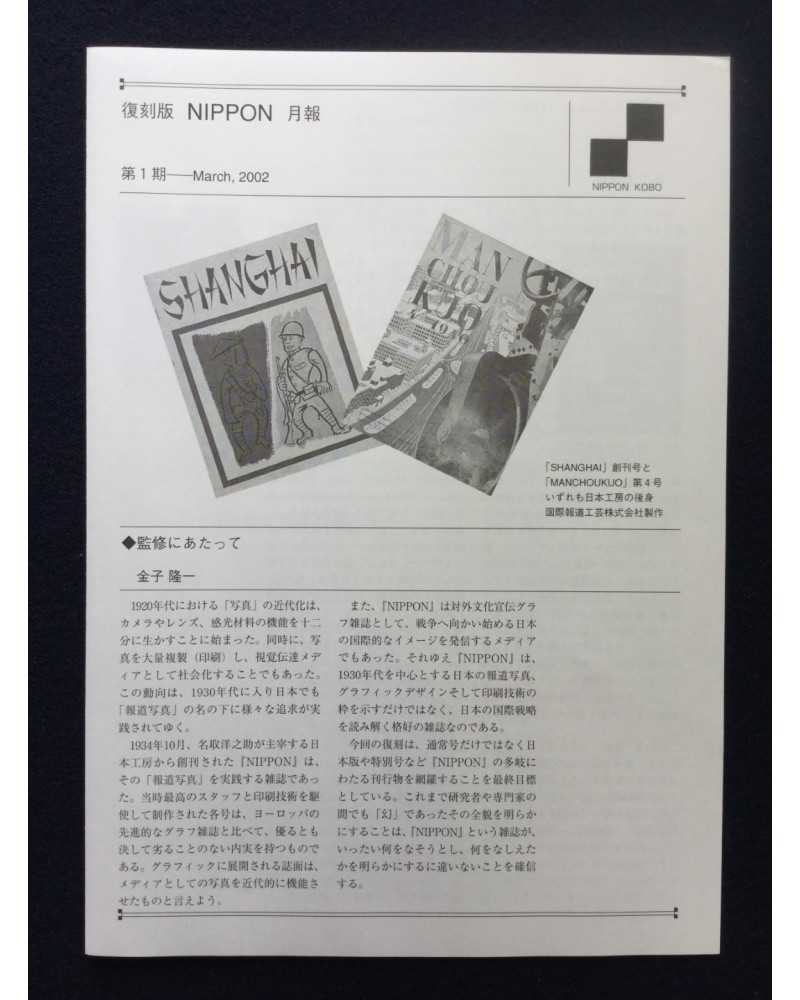 復刻版 NIPPON 月報
第1期——March, 2002
NIPPON KOBO
SHANGHAI
MAN
CHOU
KUO
「SHANGHAI」創刊号と
「MANCHOUKUO」第4号
いずれも日本工房の後身
国際報道工芸株式会社製作
◆監修にあたって
金子 隆一
1920年代における「写真」の近代化は、
カメラやレンズ、感光材料の機能を十二
分に生かすことに始まった。同時に、写
真を大量複製（印刷）し、視覚伝達メデ
ィアとして社会化することでもあった。
この動向は、1930年代に入り日本でも
「報道写真」の名の下に様々な追求が実
践されてゆく。
1934年10月、名取洋之助が主宰する日
本工房から創刊された『NIPPON』は、
その「報道写真」を実践する雑誌であっ
た。当時最高のスタッフと印刷技術を駆
使して制作された各号は、ヨーロッパの
先進的なグラフ雑誌と比べて、優るとも
決して劣ることのない内実を持つもので
ある。グラフィックに展開される誌面は、
メディアとしての写真を近代的に機能さ
せたものと言えよう。
また、『NIPPON』は対外文化宣伝グラ
フ雑誌として、戦争へ向かい始める日本
の国際的なイメージを発信するメディア
でもあった。それゆえ『NIPPON』は、
1930年代を中心とする日本の報道写真、
グラフィックデザインそして印刷技術の
粋を示すだけではなく、日本の国際戦略
を読み解く格好の雑誌なのである。
今回の復刻は、通常号だけではなく日
本版や特別号など『NIPPON』の多岐に
わたる刊行物を網羅することを最終目標
としている。これまで研究者や専門家の
間でも「幻」であったその全貌を明らか
にすることは、『NIPPON』という雑誌が、
いったい何をなそうとし、何をなしえた
かを明らかにするに違いないことを確信
する。